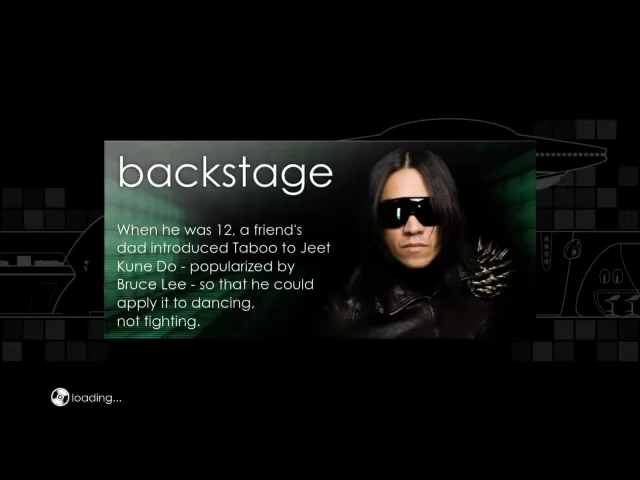 backstage
When he was 12, a friend's
dad introduced Taboo to Jeet
Kune Do - popularized by
Bruce Lee - so that he could
apply it to dancing,
not fighting.
loading...